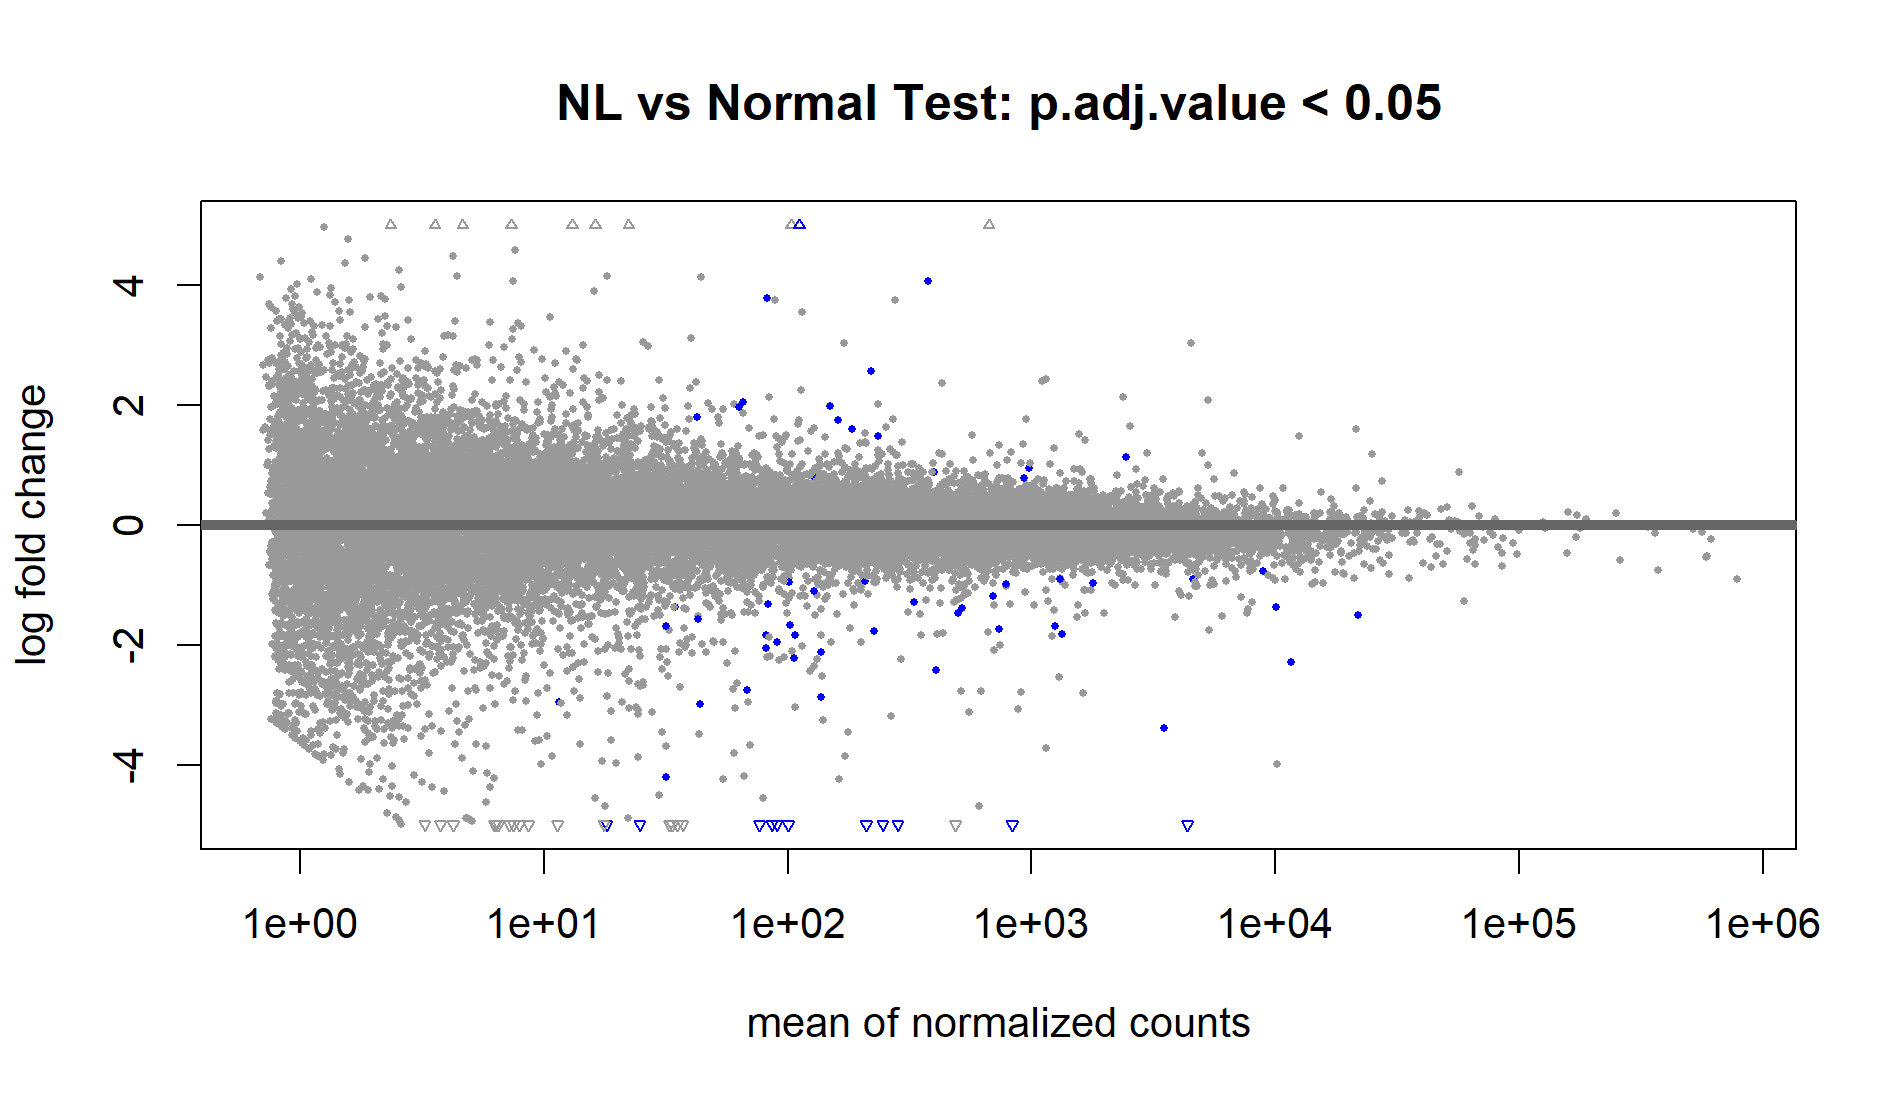 NL vs Normal Test: p.adj.value < 0.05
log fold change
4
2
0
-2
-4
1e+00 1e+01 1e+02 1e+03 1e+04 1e+05 1e+06
mean of normalized counts